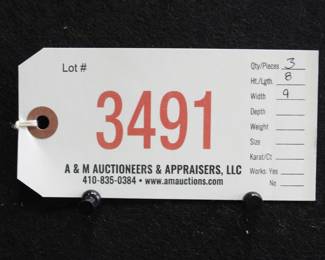 Lot #
3491
A & M AUCTIONEERS & APPRAISERS, LLC
410-835-0384 • www.amauctions.com
Qty/Pieces 3
Ht./Lgth. 8
Width 9
Depth
Weight
Size
Karat/Ct
Works: Yes
No